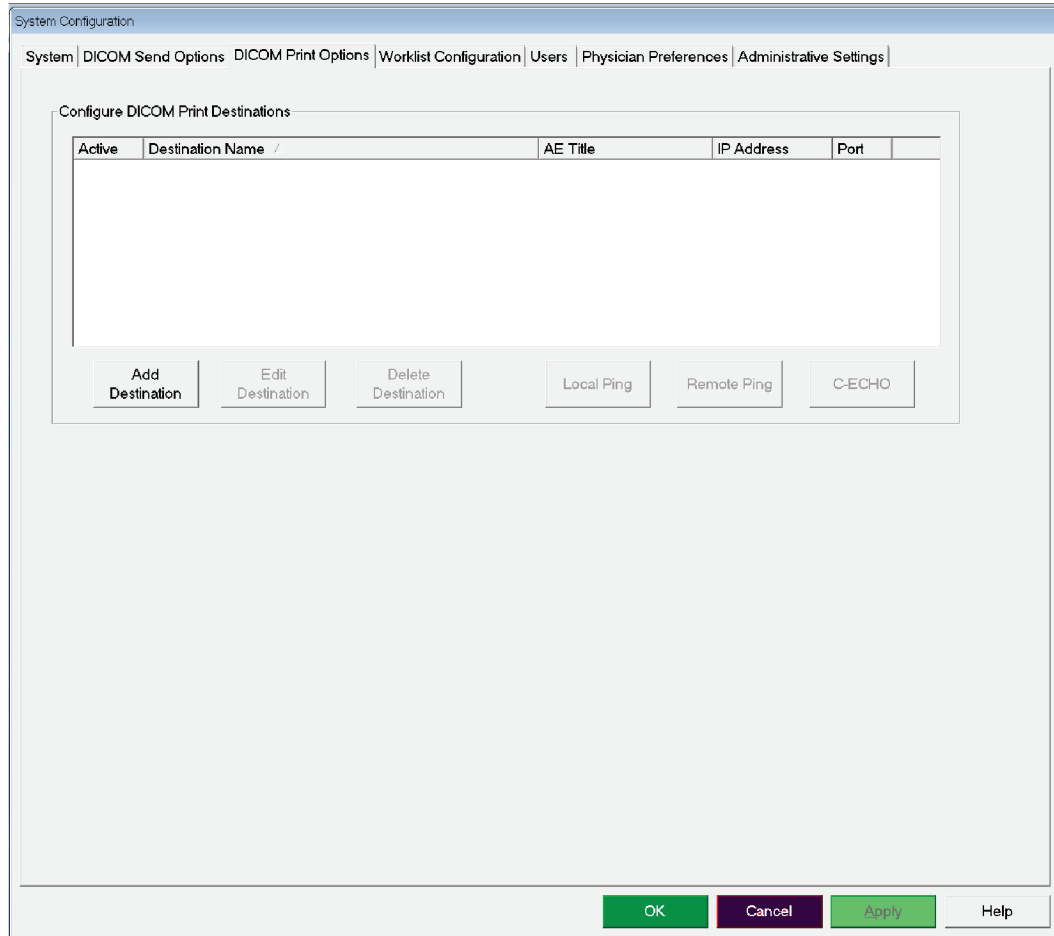 System Configuration
System DICOM Send Options DICOM Print Options Worklist Configuration Users Physician Preferences Administrative Settings
Configure DICOM Print Destinations
Active Destination Name AE Title IP Address Port
Add Destination
Edit Destination
Delete Destination
Local Ping
Remote Ping
C-ECHO
OK Cancel Apply Help